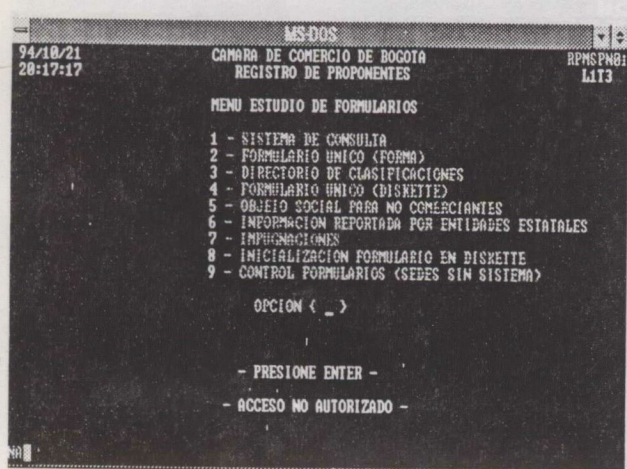 MS-DOS
94/10/21 CAMARA DE COMERCIO DE BOGOTA RPMSPN01
20:17:17 REGISTRO DE PROPONENTES L1T3
MENU ESTUDIO DE FORMULARIOS
1 - SISTEMA DE CONSULTA
2 - FORMULARIO UNICO (FORMA)
3 - DIRECTORIO DE CLASIFICACIONES
4 - FORMULARIO UNICO (DISKETTE)
5 - OBJETO SOCIAL PARA NO COMERCIANTES
6 - INFORMACION REPORTADA POR ENTIDADES ESTATALES
7 - IMPUGNACIONES
8 - INICIALIZACION FORMULARIO EN DISKETTE
9 - CONTROL FORMULARIOS (SEDES SIN SISTEMA)
OPCION ( _ )
- PRESIONE ENTER -
- ACCESO NO AUTORIZADO -
NA